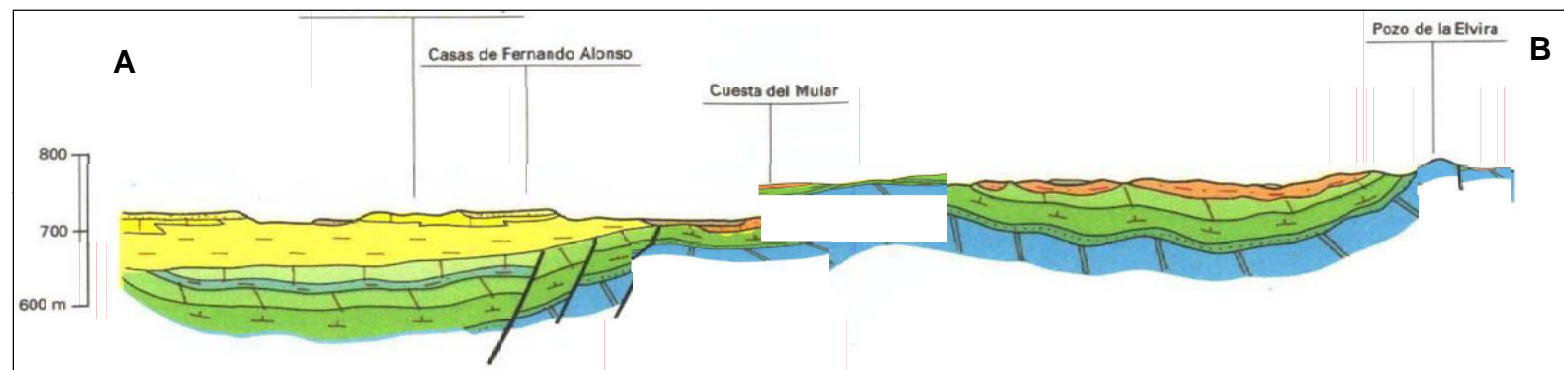 A
Casas de Fernando Alonso
Cuesta del Mular
Pozo de la Elvira
B
800
700
600 m